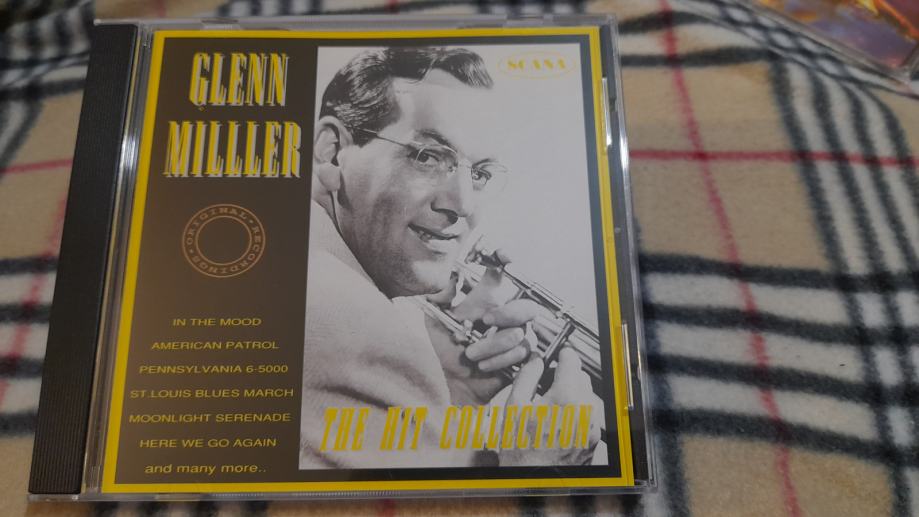 GLENN
MILLLER
SCANA
ORIGINAL • RECORDINGS •
IN THE MOOD
AMERICAN PATROL
PENNSYLVANIA 6-5000
ST.LOUIS BLUES MARCH
MOONLIGHT SERENADE
HERE WE GO AGAIN
and many more..
THE HIT COLLECTION